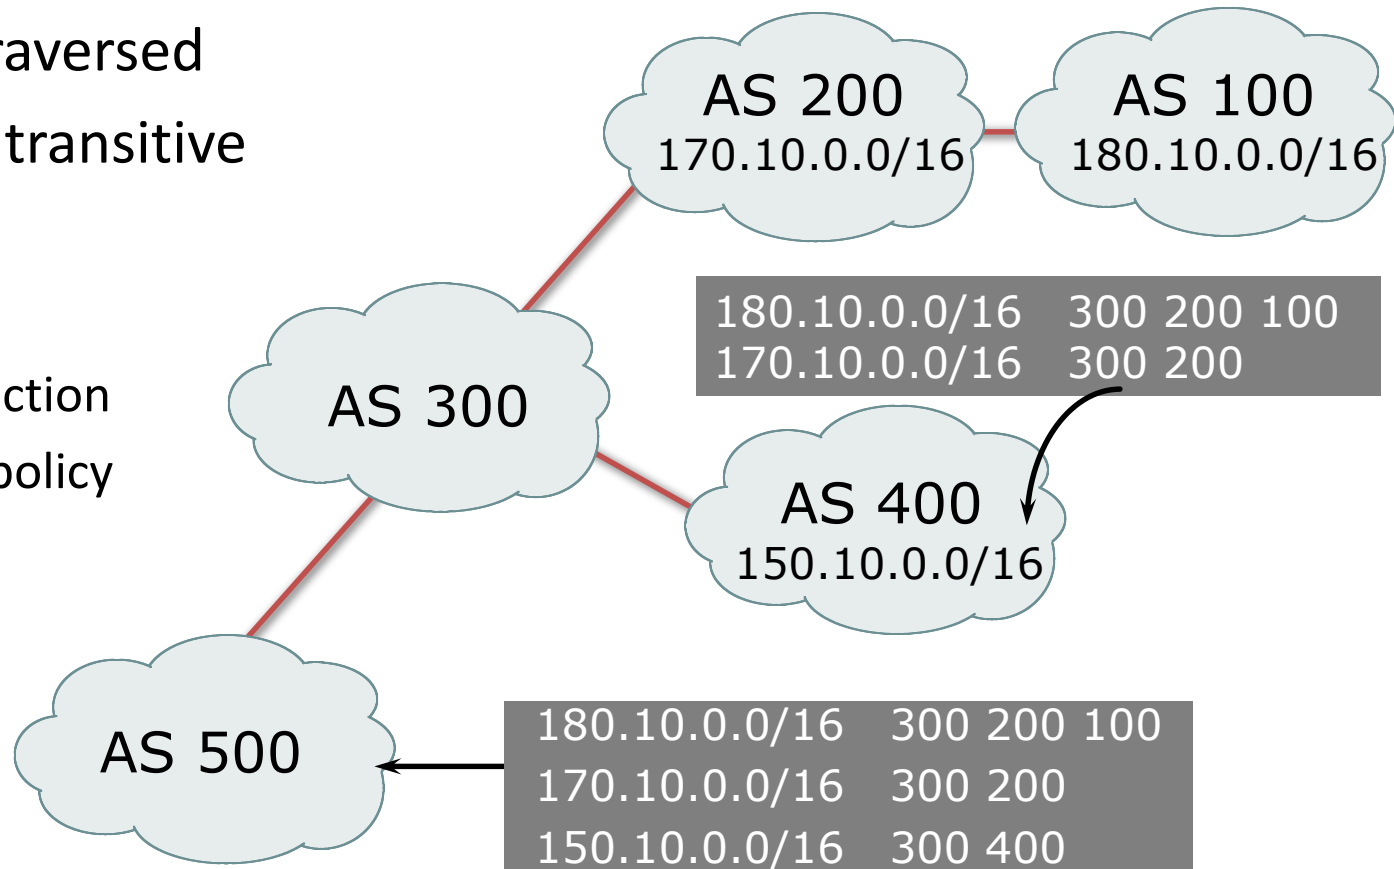 raversed
transitive
ction
policy
AS 200
170.10.0.0/16
AS 100
180.10.0.0/16
AS 300
180.10.0.0/16 300 200 100
170.10.0.0/16 300 200
AS 400
150.10.0.0/16
AS 500
180.10.0.0/16 300 200 100
170.10.0.0/16 300 200
150.10.0.0/16 300 400